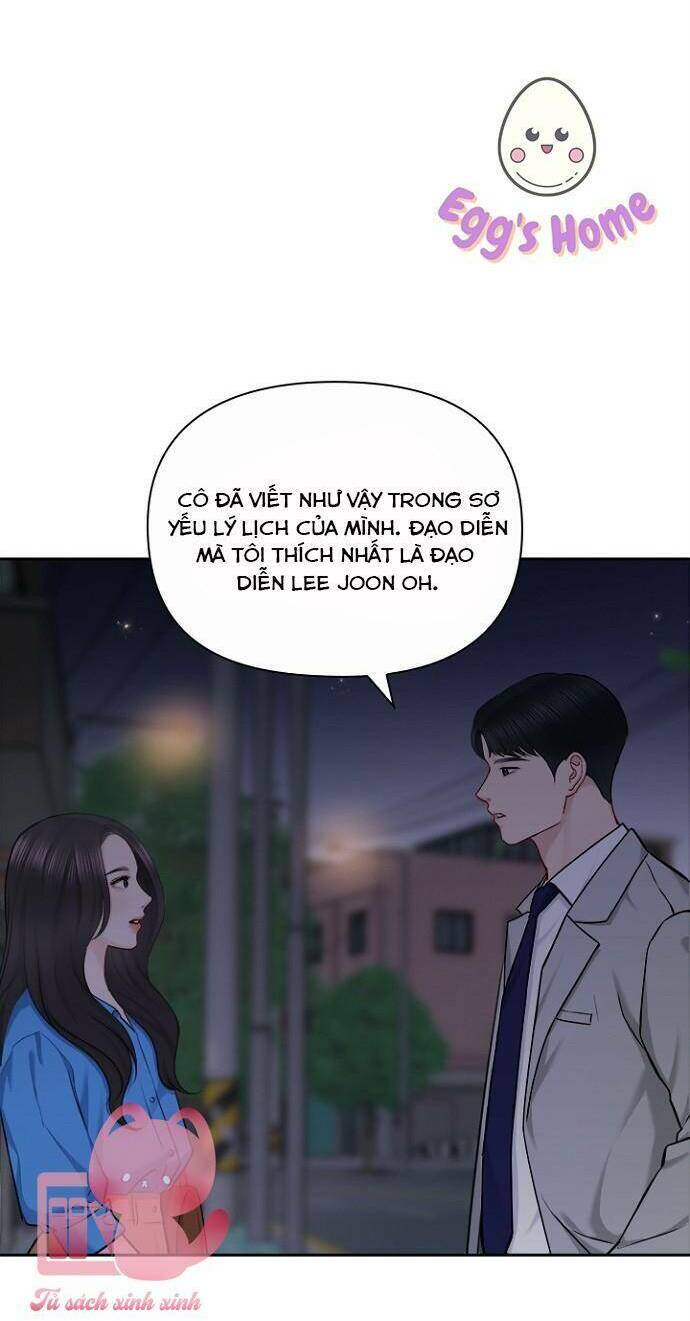 Egg's Home
CÔ ĐÃ VIẾT NHƯ VẬY TRONG SƠ
YẾU LÝ LỊCH CỦA MÌNH. ĐẠO DIỄN
MÀ TÔI THÍCH NHẤT LÀ ĐẠO
DIỄN LEE JOON OH.
Tủ sách xinh xinh